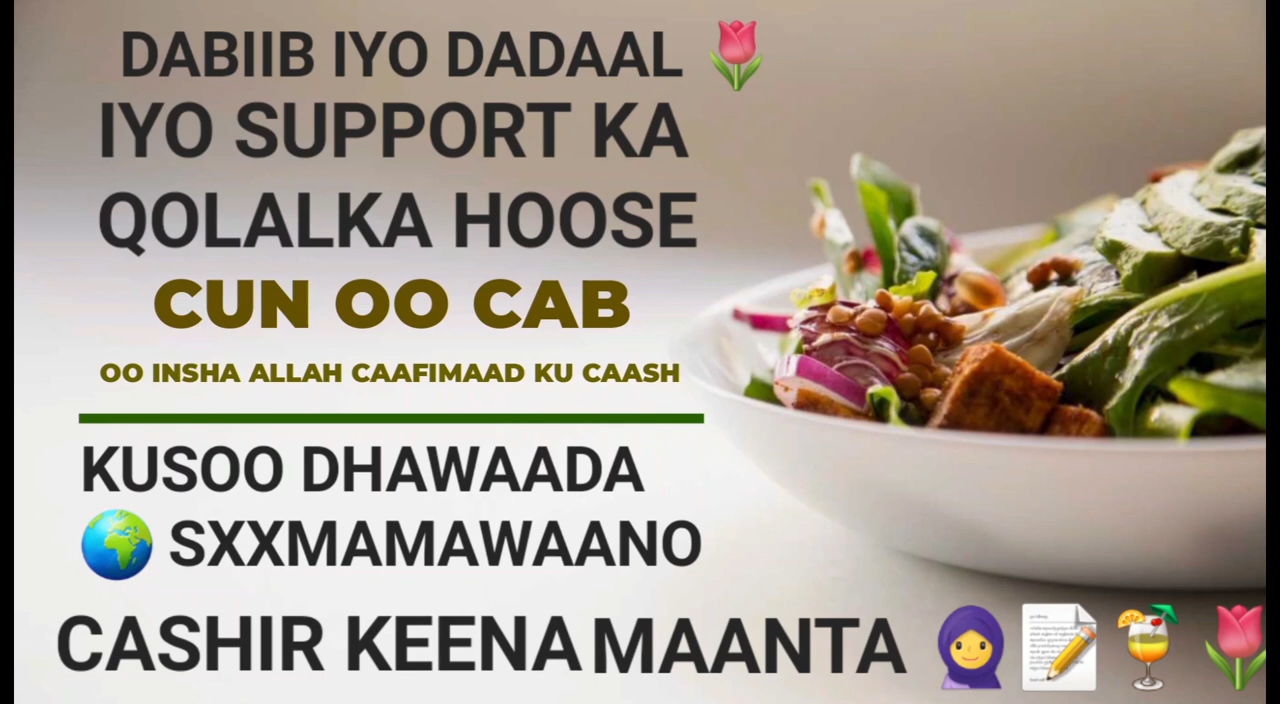 DABIIB IYO DADAAL 🌷
IYO SUPPORT KA
QOLALKA HOOSE
CUN OO CAB
OO INSHA ALLAH CAAFIMAAD KU CAASH
KUSOO DHAWAADA
🌍 SXXMAMAWAANO
CASHIR KEENA MAANTA 🧕📝🍹🌷